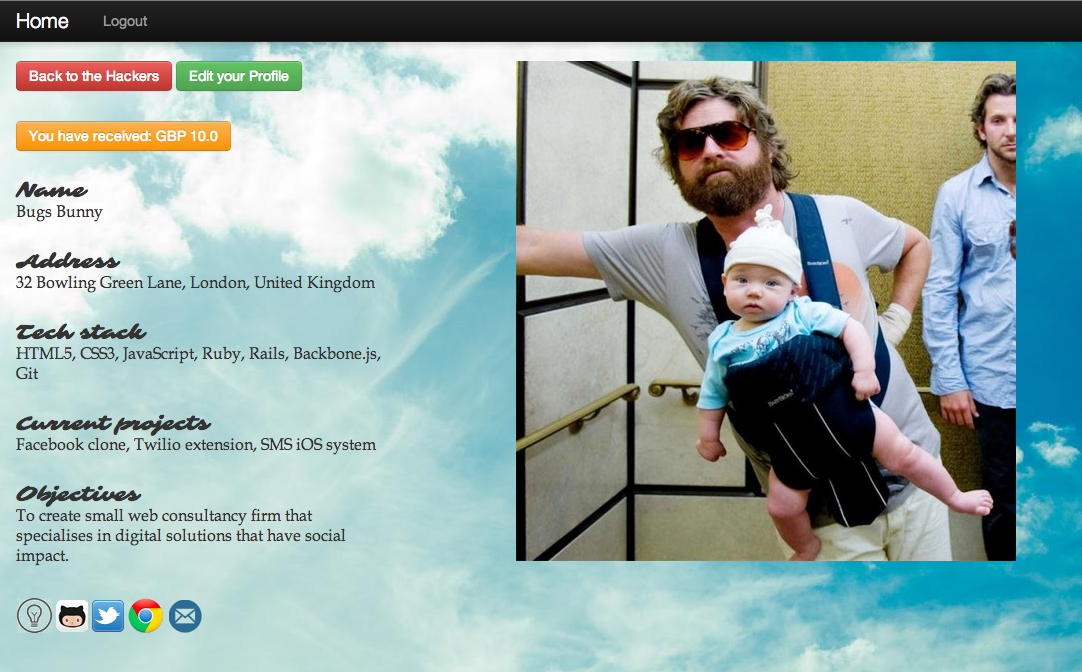 Home Logout
Back to the Hackers Edit your Profile
You have received: GBP 10.0
Name
Bugs Bunny
Address
32 Bowling Green Lane, London, United Kingdom
Tech stack
HTML5, CSS3, JavaScript, Ruby, Rails, Backbone.js,
Git
Current projects
Facebook clone, Twilio extension, SMS iOS system
Objectives
To create small web consultancy firm that
specialises in digital solutions that have social
impact.